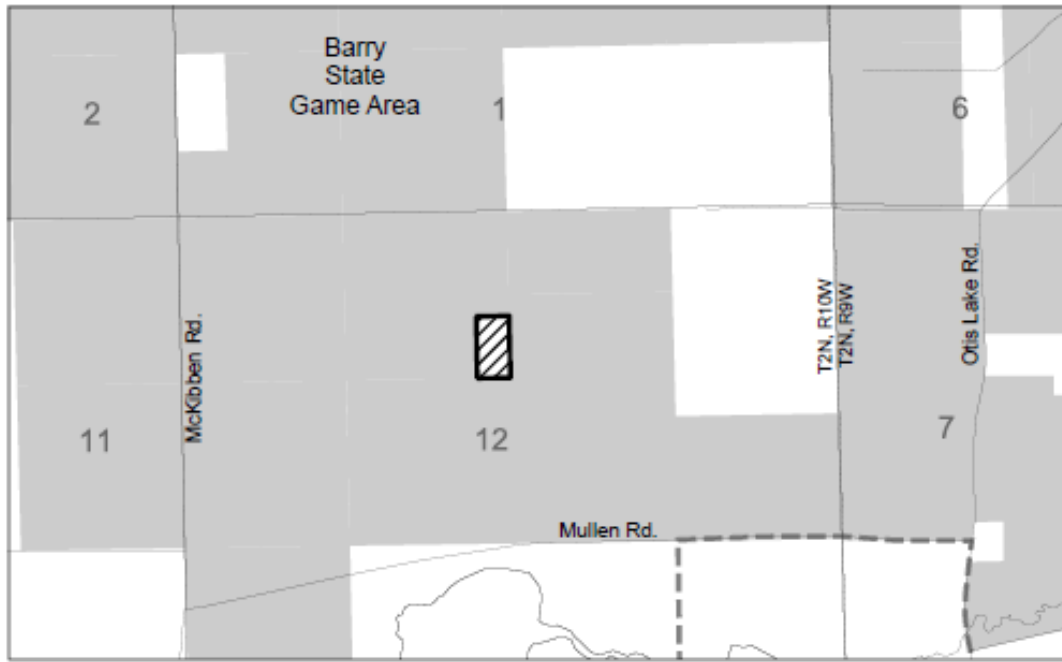 Barry
State
Game Area
2
1
6
McKibben Rd.
T2N, R10W
T2N, R9W
Otis Lake Rd.
11
12
7
Mullen Rd.